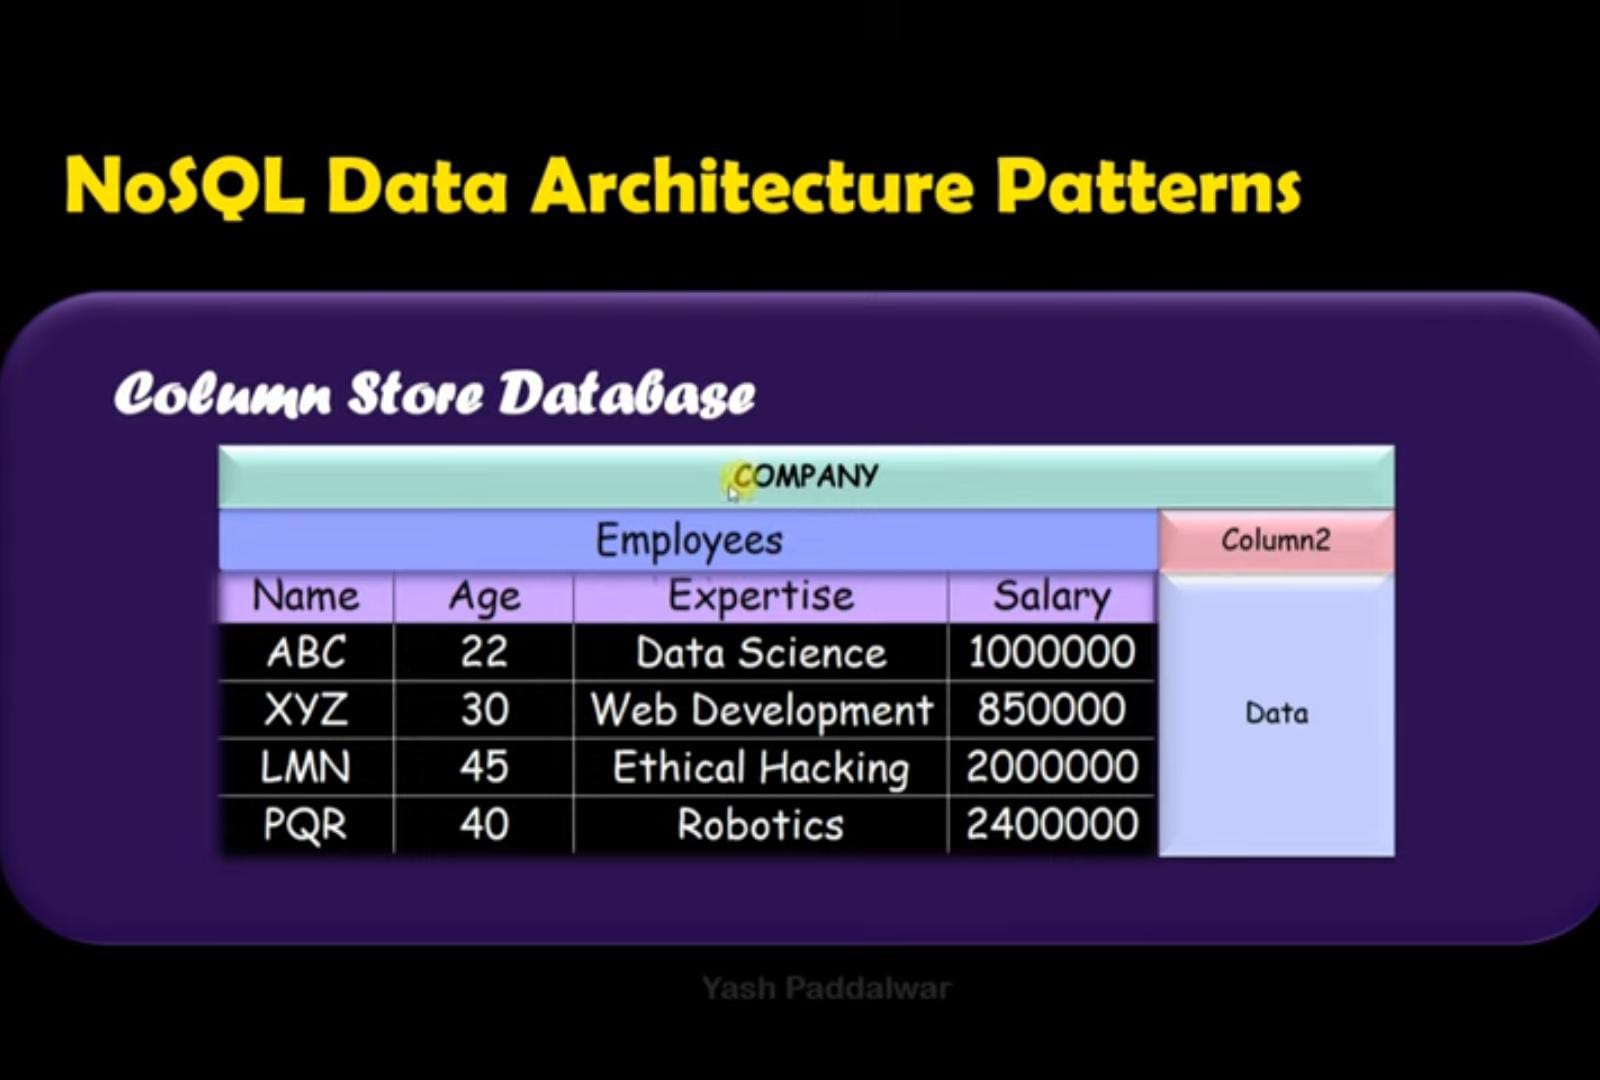 NoSQL Data Architecture Patterns
Column Store Database
COMPANY
Employees Column2
Name Age Expertise Salary
ABC 22 Data Science 1000000
XYZ 30 Web Development 850000
Data
LMN 45 Ethical Hacking 2000000
PQR 40 Robotics 2400000
Yash Paddalwar